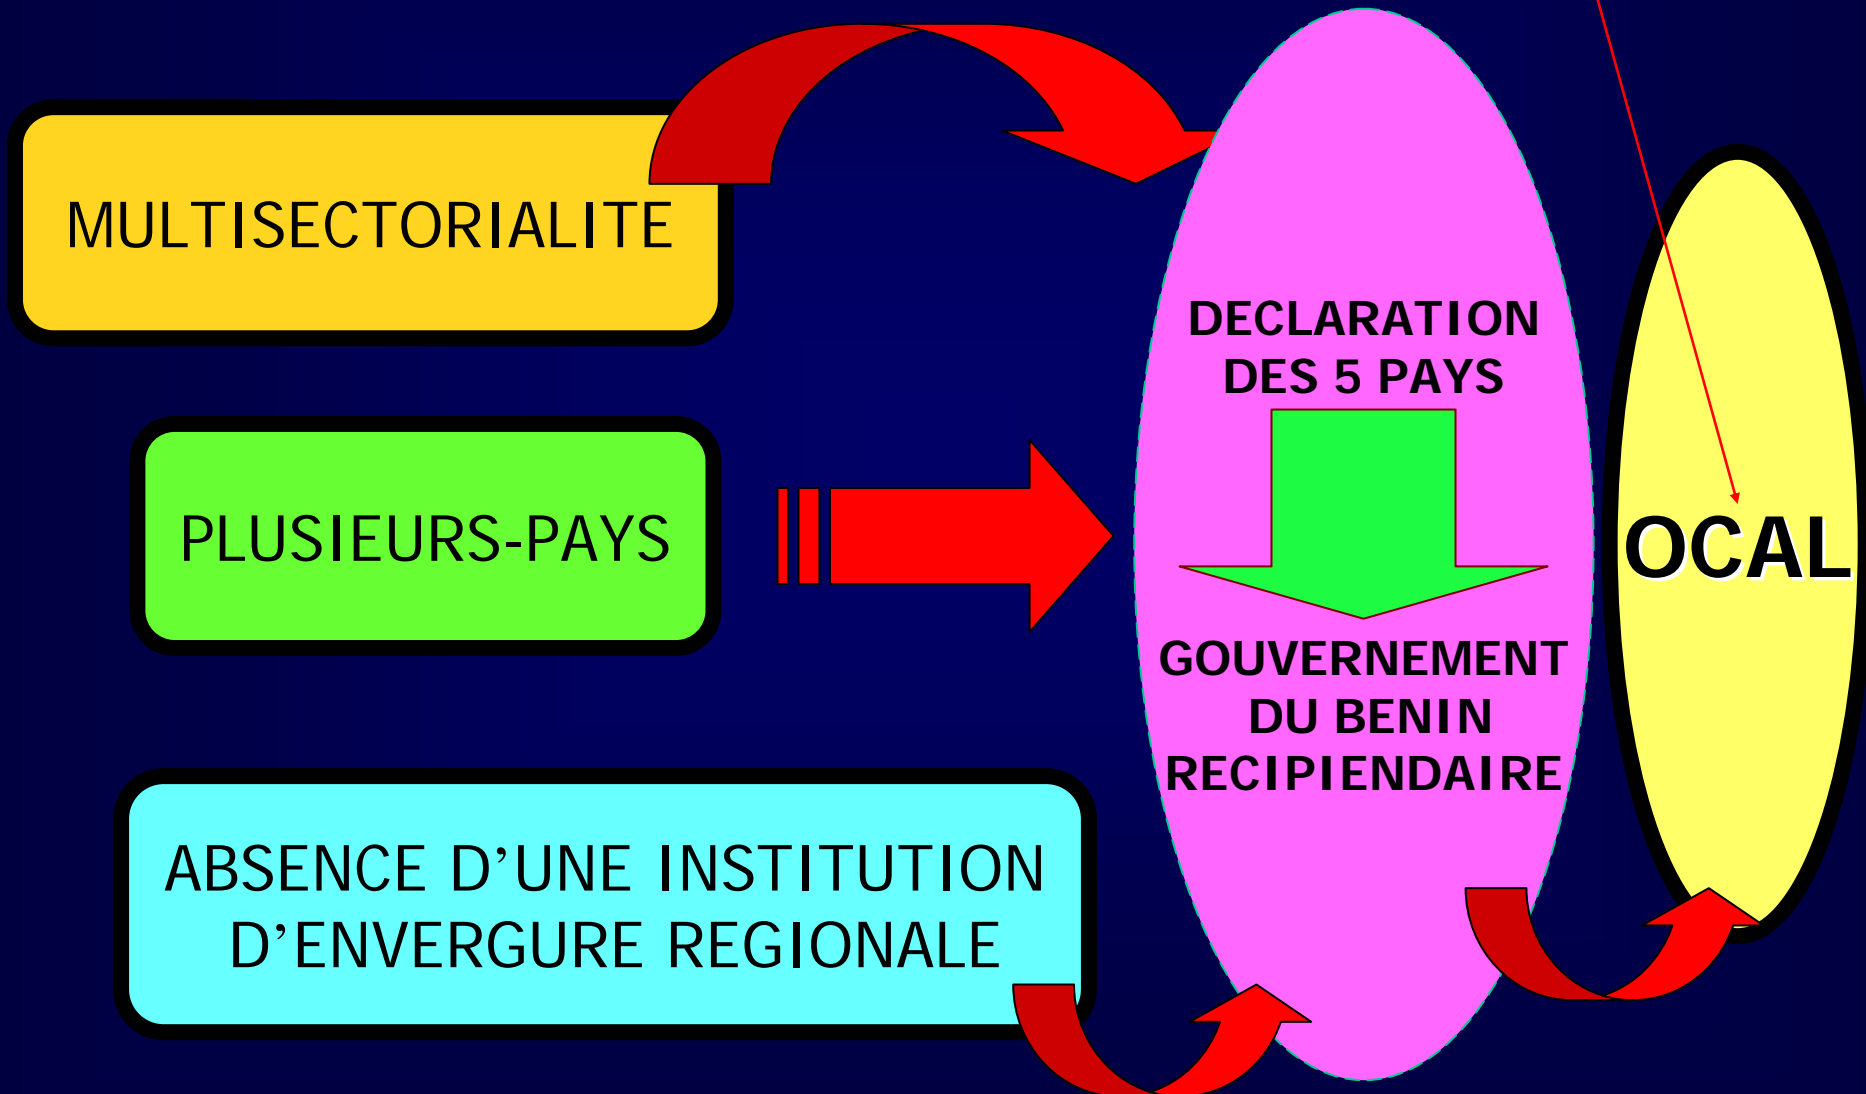 MULTISECTORIALITE
PLUSIEURS-PAYS
ABSENCE D’UNE INSTITUTION
D’ENVERGURE REGIONALE
DECLARATION
DES 5 PAYS
GOUVERNEMENT
DU BENIN
RECIPIENDAIRE
OCAL